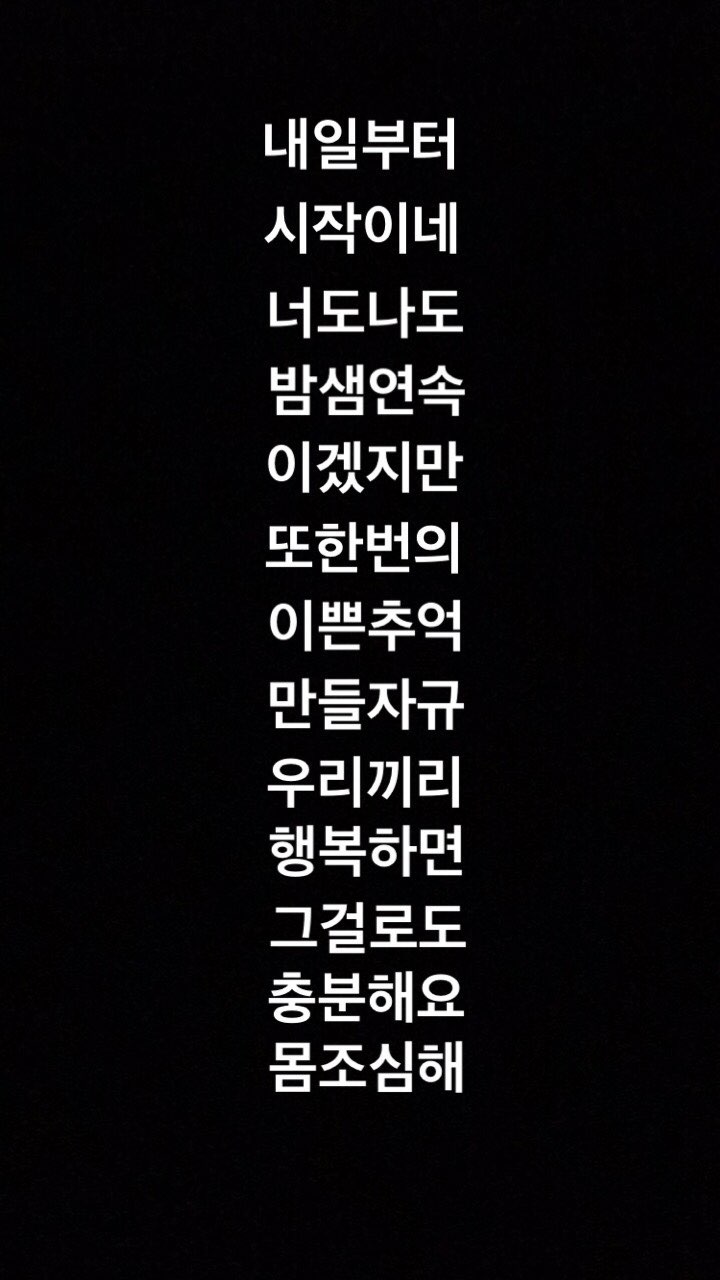 내일부터
시작이네
너도나도
밤샘연속
이겠지만
또한번의
이쁜추억
만들자규
우리끼리
행복하면
그걸로도
충분해요
몸조심해